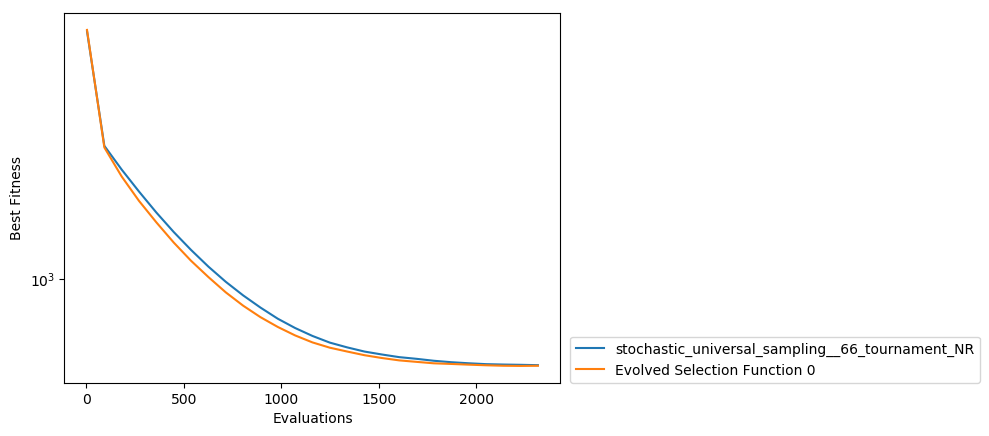 Best Fitness
10³
0 500 1000 1500 2000
Evaluations
stochastic_universal_sampling__66_tournament_NR
Evolved Selection Function 0